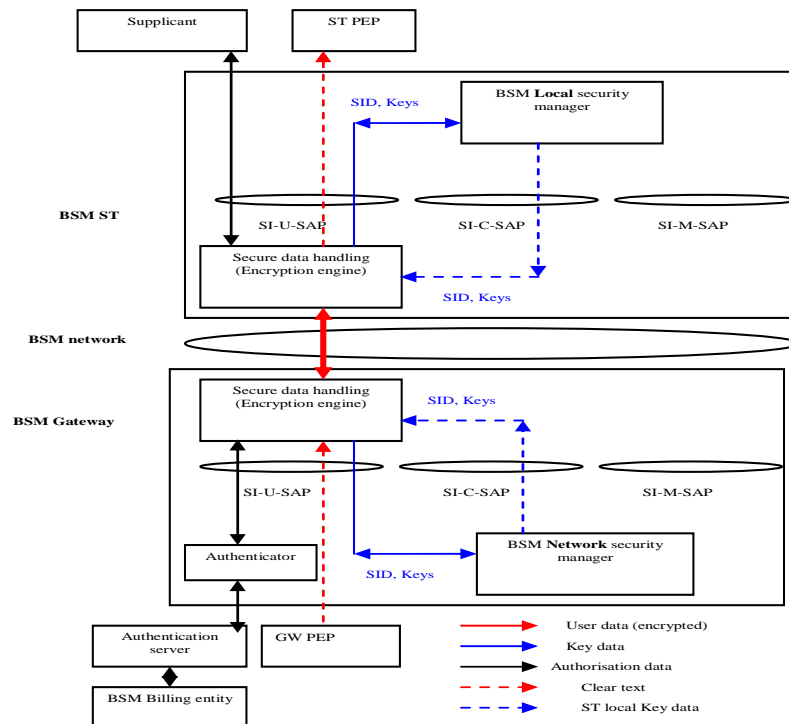 Supplicant
ST PEP
SID, Keys
BSM Local security
manager
BSM ST
SI-U-SAP
SI-C-SAP
SI-M-SAP
Secure data handling
(Encryption engine)
SID, Keys
BSM network
Secure data handling
(Encryption engine)
SID, Keys
BSM Gateway
SI-U-SAP
SI-C-SAP
SI-M-SAP
Authenticator
SID, Keys
BSM Network security
manager
Authentication
server
GW PEP
BSM Billing entity
User data (encrypted)
Key data
Authorisation data
Clear text
ST local Key data